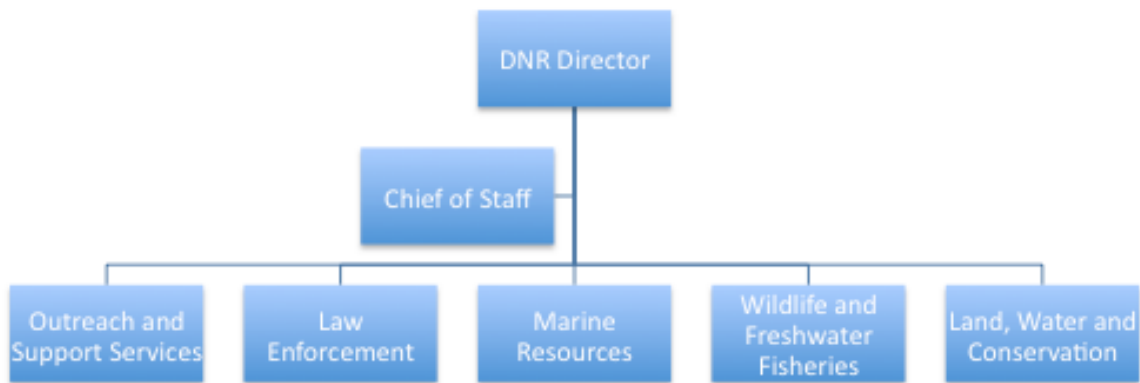 DNR Director
Chief of Staff
Outreach and
Support Services
Law
Enforcement
Marine
Resources
Wildlife and
Freshwater
Fisheries
Land, Water and
Conservation